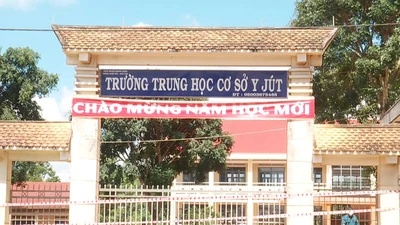 TRƯỜNG TRUNG HỌC CƠ SỞ Y JÚT
CHÀO MỪNG NĂM HỌC MỚI